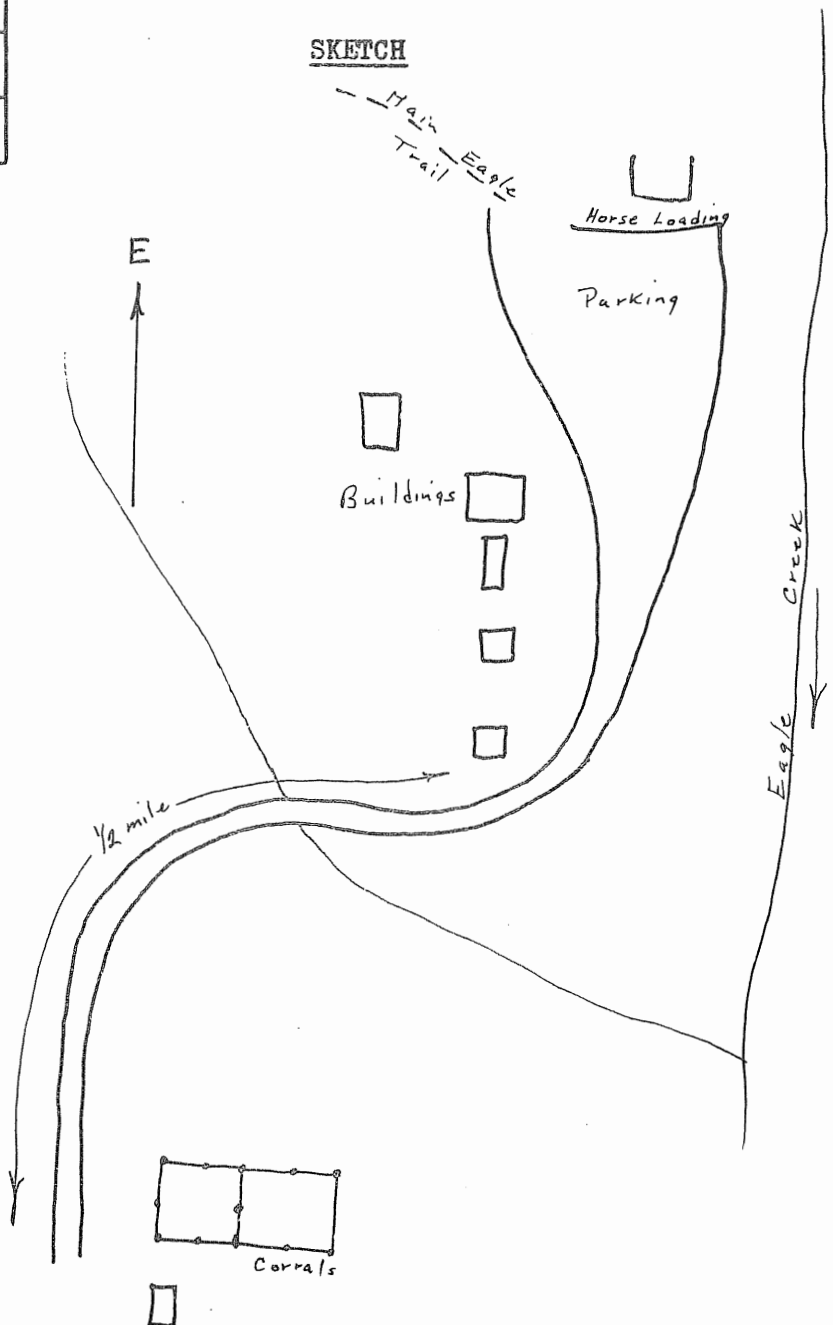 SKETCH
Main Eagle
Trail
Horse Loading
E
Parking
Buildings
Eagle Creek
1/2 mile
Corrals